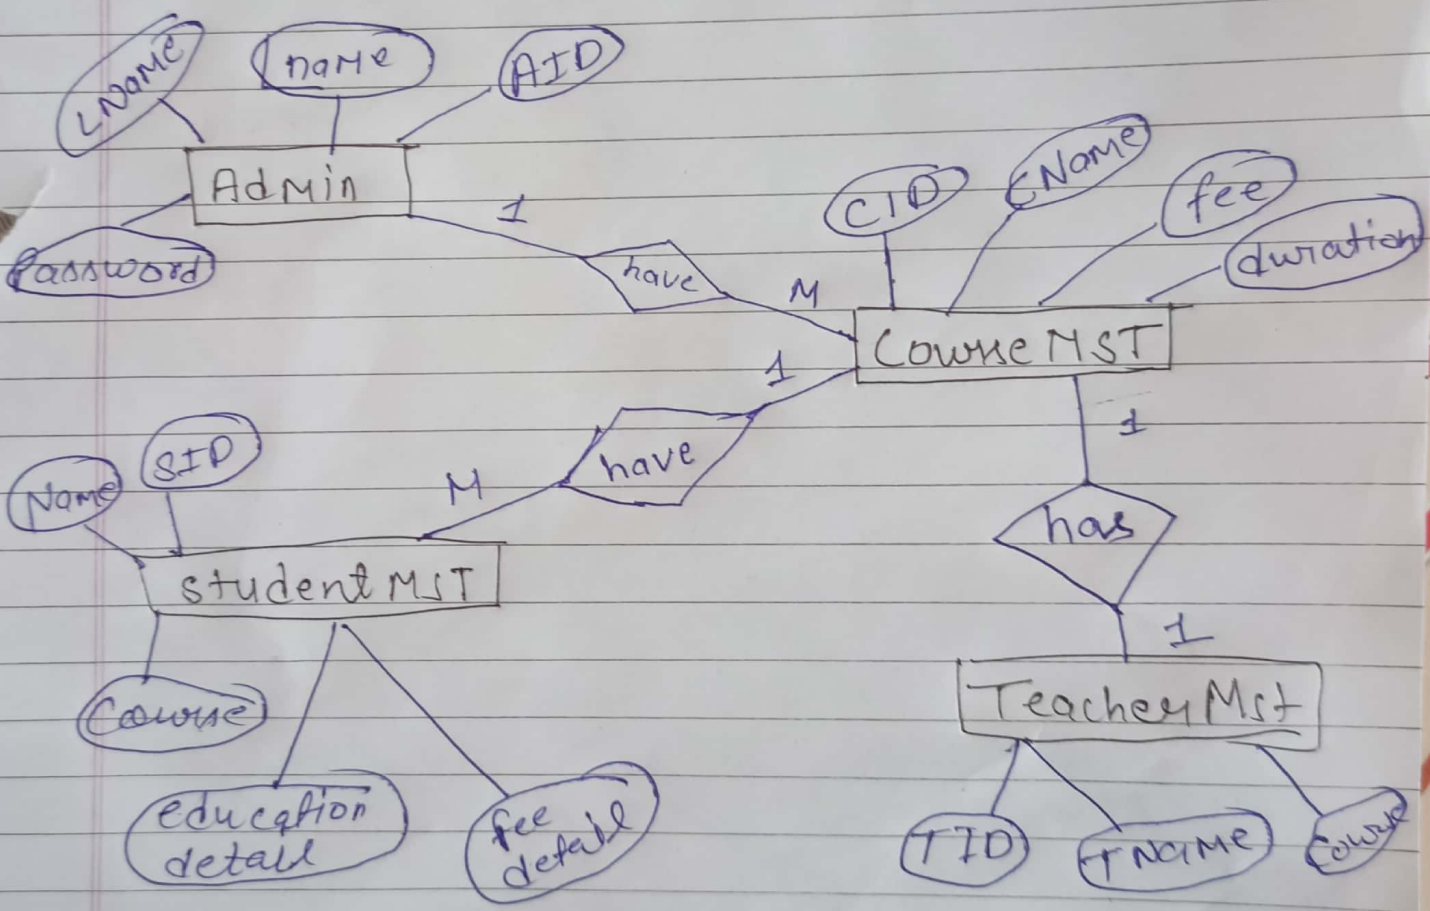 LName
name
AID
Admin
Password
1
have
M
CID
CName
fee
duration
Course MST
1
have
M
Name
SID
student MST
Course
education
detail
fee
detail
1
has
1
Teacher Mst
TID
TName
Course